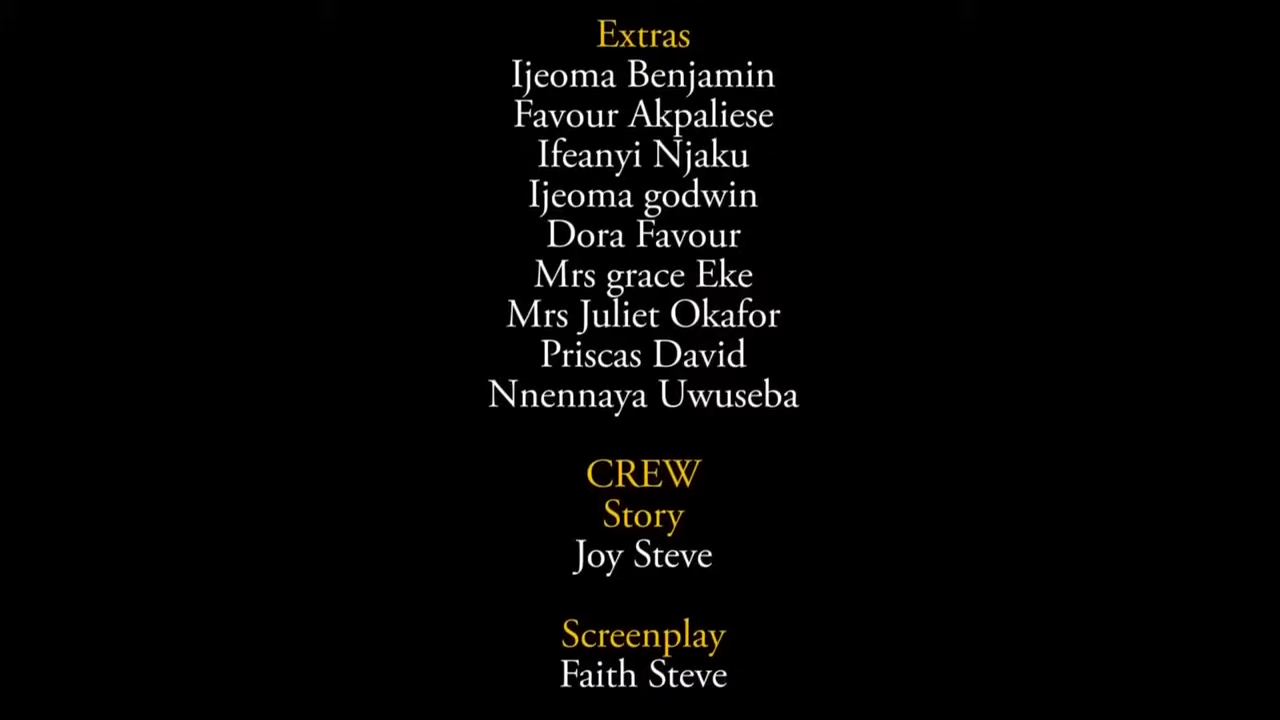 Extras
Ijeoma Benjamin
Favour Akpaliese
Ifeanyi Njaku
Ijeoma godwin
Dora Favour
Mrs grace Eke
Mrs Juliet Okafor
Priscas David
Nnennaya Uwuseba
CREW
Story
Joy Steve
Screenplay
Faith Steve